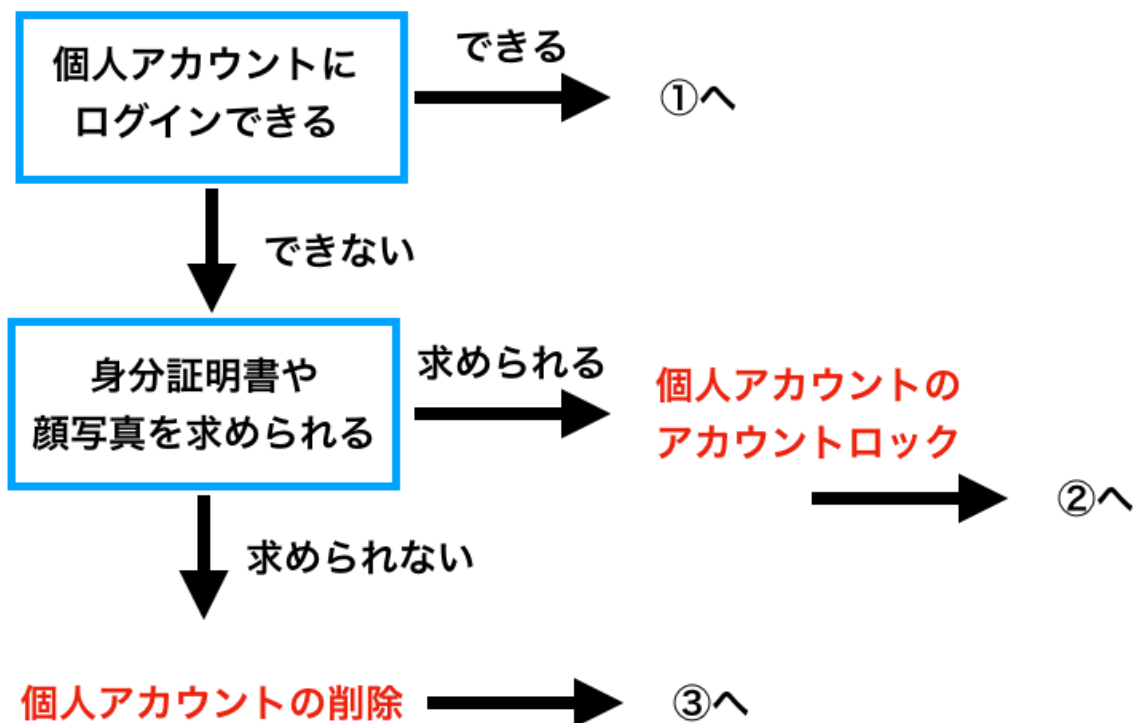 個人アカウントに
ログインできる
できる
①へ
できない
身分証明書や
顔写真を求められる
求められる
個人アカウントの
アカウントロック
②へ
求められない
個人アカウントの削除
③へ